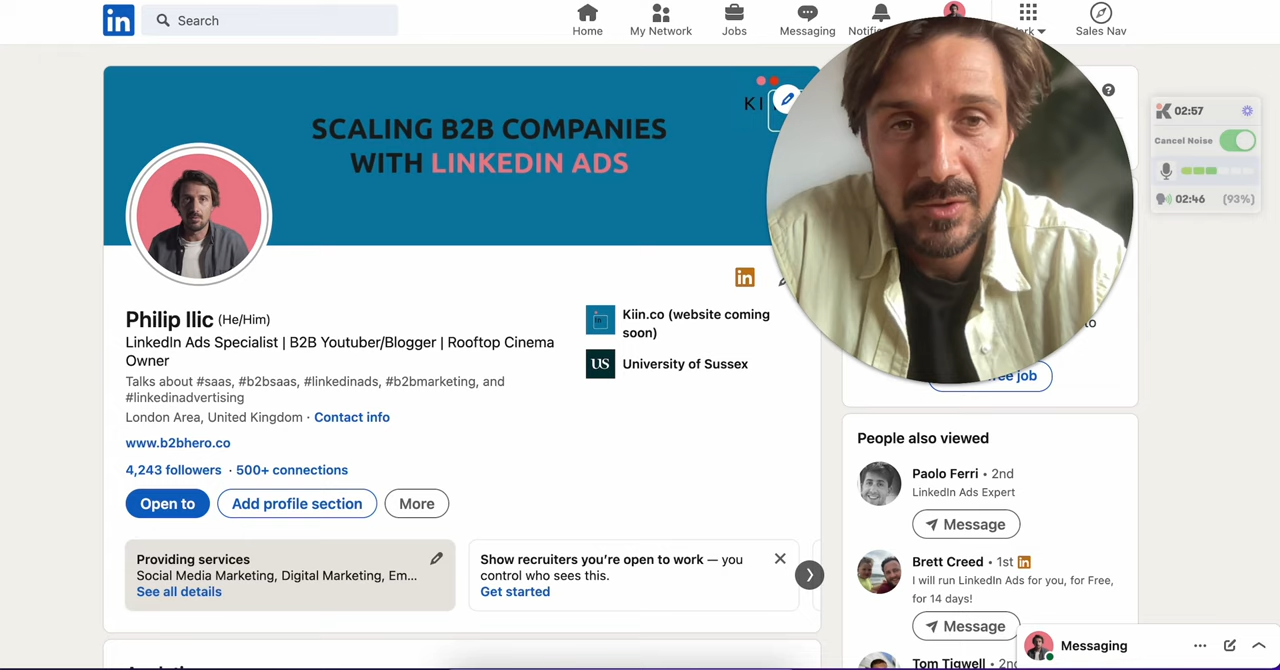 in
Search
Home
My Network
Jobs
Messaging
Sales Nav
KI
SCALING B2B COMPANIES
WITH LINKEDIN ADS
02:57
Cancel Noise
02:46 (93%)
in
Philip Ilic (He/Him)
LinkedIn Ads Specialist | B2B Youtuber/Blogger | Rooftop Cinema
Owner
Talks about #saas, #b2bsaas, #linkedinads, #b2bmarketing, and
#linkedinadvertising
London Area, United Kingdom · Contact info
www.b2bhero.co
4,243 followers · 500+ connections
Open to
Add profile section
More
Kiin.co (website coming
soon)
US
University of Sussex
Providing services
Social Media Marketing, Digital Marketing, Em...
See all details
Show recruiters you’re open to work — you
control who sees this.
Get started
job
People also viewed
Paolo Ferri • 2nd
LinkedIn Ads Expert
Message
Brett Creed • 1st in
I will run LinkedIn Ads for you, for Free,
for 14 days!
Message
Tom Tigwell • 2nd
Messaging